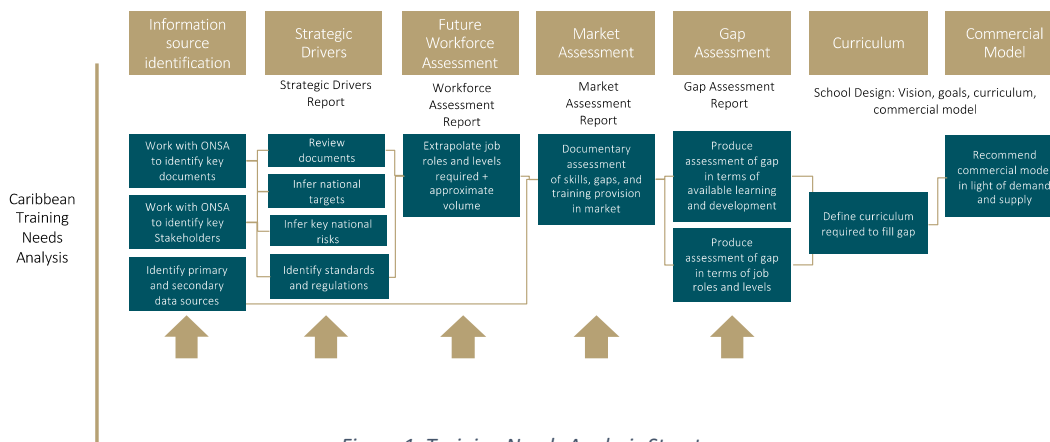 Information
source
identification
Strategic
Drivers
Future
Workforce
Assessment
Market
Assessment
Gap
Assessment
Curriculum
Commercial
Model
Strategic Drivers
Report
Workforce
Assessment
Report
Market
Assessment
Report
Gap Assessment
Report
School Design: Vision, goals, curriculum,
commercial model
Caribbean
Training
Needs
Analysis
Work with ONSA
to identify key
documents
Work with ONSA
to identify key
Stakeholders
Identify primary
and secondary
data sources
Review
documents
Infer national
targets
Infer key national
risks
Identify standards
and regulations
Extrapolate job
roles and levels
required +
approximate
volume
Documentary
assessment
of skills, gaps, and
training provision
in market
Produce
assessment of gap
in terms of
available learning
and development
Produce
assessment of gap
in terms of job
roles and levels
Define curriculum
required to fill gap
Recommend
commercial model
in light of demand
and supply